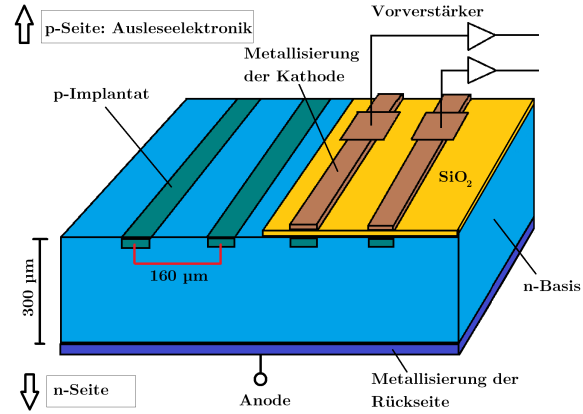 p-Seite: Ausleseelektronik
Vorverstärker
Metallisierung
der Kathode
p-Implantat
SiO₂
300 µm
160 µm
n-Basis
n-Seite
Anode
Metallisierung der
Rückseite